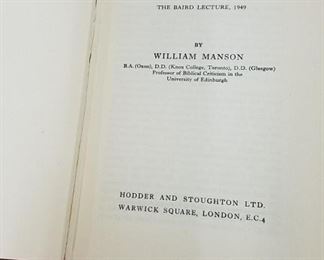 THE BAIRD LECTURE, 1949
BY
WILLIAM MANSON
B.A. (Oxon), D.D. (Knox College, Toronto), D.D. (Glasgow)
Professor of Biblical Criticism in the
University of Edinburgh
HODDER AND STOUGHTON LTD.
WARWICK SQUARE, LONDON, E.C.4